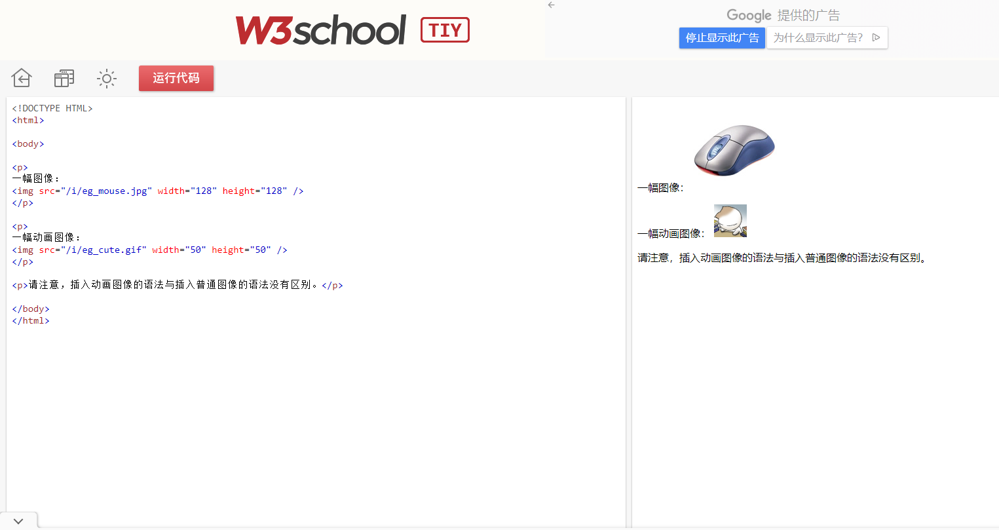 W3school TIY
Google 提供的广告
停止显示此广告 为什么显示此广告?
运行代码
<!DOCTYPE HTML>
<html>
<body>
<p>
一幅图像：
<img src="/i/eg_mouse.jpg" width="128" height="128" />
</p>
<p>
一幅动画图像：
<img src="/i/eg_cute.gif" width="50" height="50" />
</p>
<p>请注意，插入动画图像的语法与插入普通图像的语法没有区别。</p>
</body>
</html>
一幅图像：
一幅动画图像：
请注意，插入动画图像的语法与插入普通图像的语法没有区别。